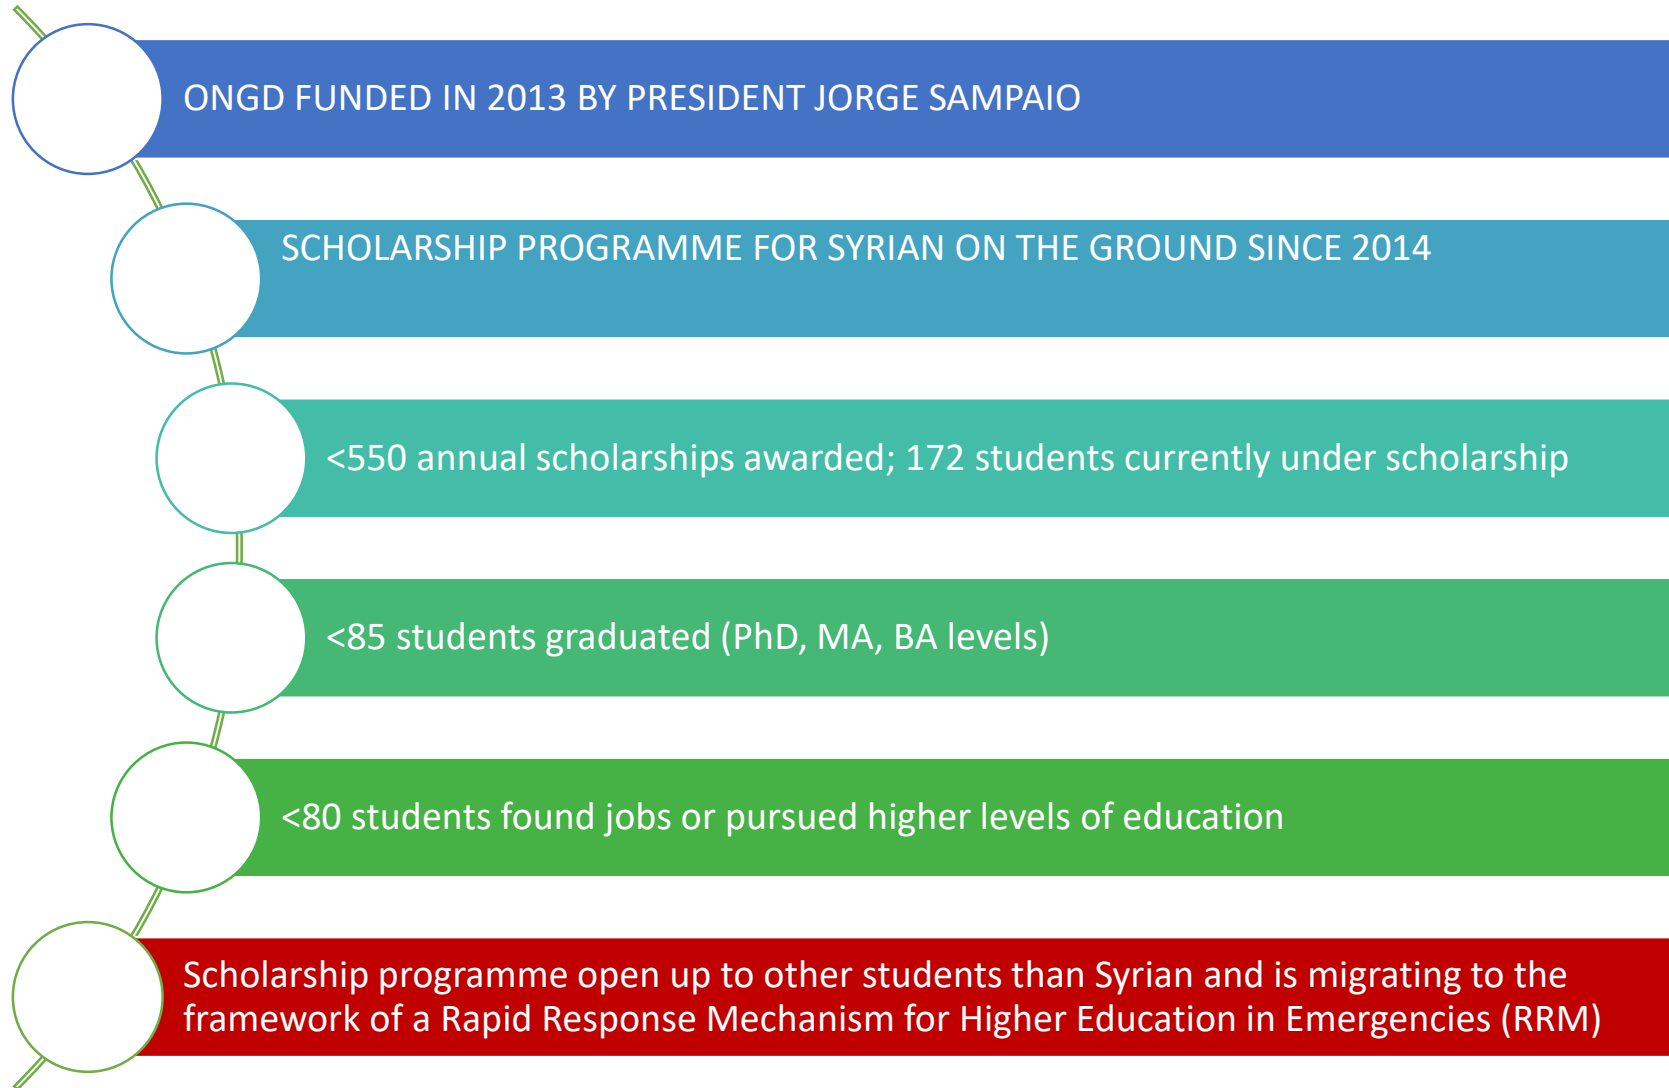 ONGD FUNDED IN 2013 BY PRESIDENT JORGE SAMPAIO
SCHOLARSHIP PROGRAMME FOR SYRIAN ON THE GROUND SINCE 2014
<550 annual scholarships awarded; 172 students currently under scholarship
<85 students graduated (PhD, MA, BA levels)
<80 students found jobs or pursued higher levels of education
Scholarship programme open up to other students than Syrian and is migrating to the
framework of a Rapid Response Mechanism for Higher Education in Emergencies (RRM)